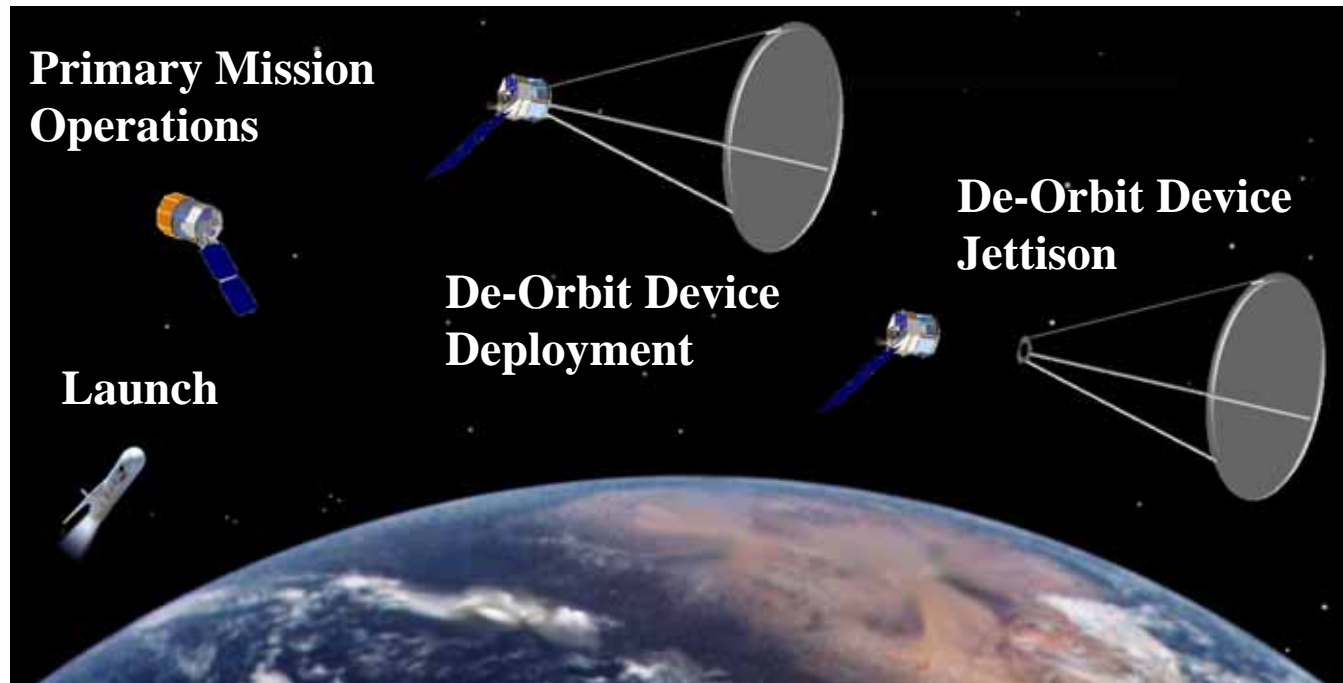 Primary Mission
Operations
De-Orbit Device
Jettison
De-Orbit Device
Deployment
Launch